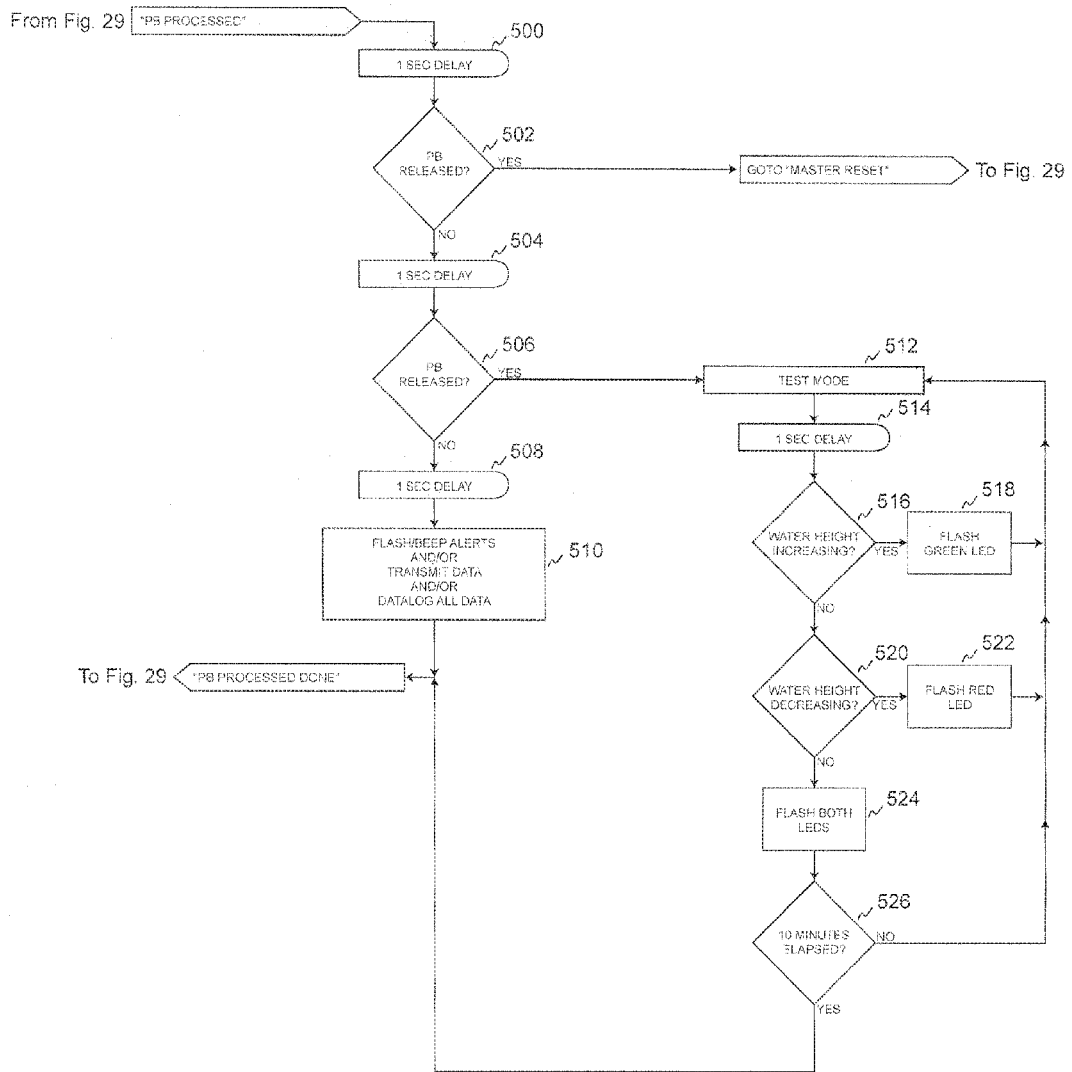 From Fig. 29
"PB PROCESSED"
500
1 SEC DELAY
502
PB
RELEASED?
YES
GOTO "MASTER RESET"
To Fig. 29
NO
504
1 SEC DELAY
506
PB
RELEASED?
YES
512
TEST MODE
NO
514
1 SEC DELAY
508
1 SEC DELAY
516
WATER HEIGHT
INCREASING?
YES
518
FLASH
GREEN LED
510
FLASH/BEEP ALERTS
AND/OR
TRANSMIT DATA
AND/OR
DATALOG ALL DATA
NO
To Fig. 29
"PB PROCESSED DONE"
520
WATER HEIGHT
DECREASING?
YES
522
FLASH RED
LED
NO
524
FLASH BOTH
LEDS
526
10 MINUTES
ELAPSED?
NO
YES